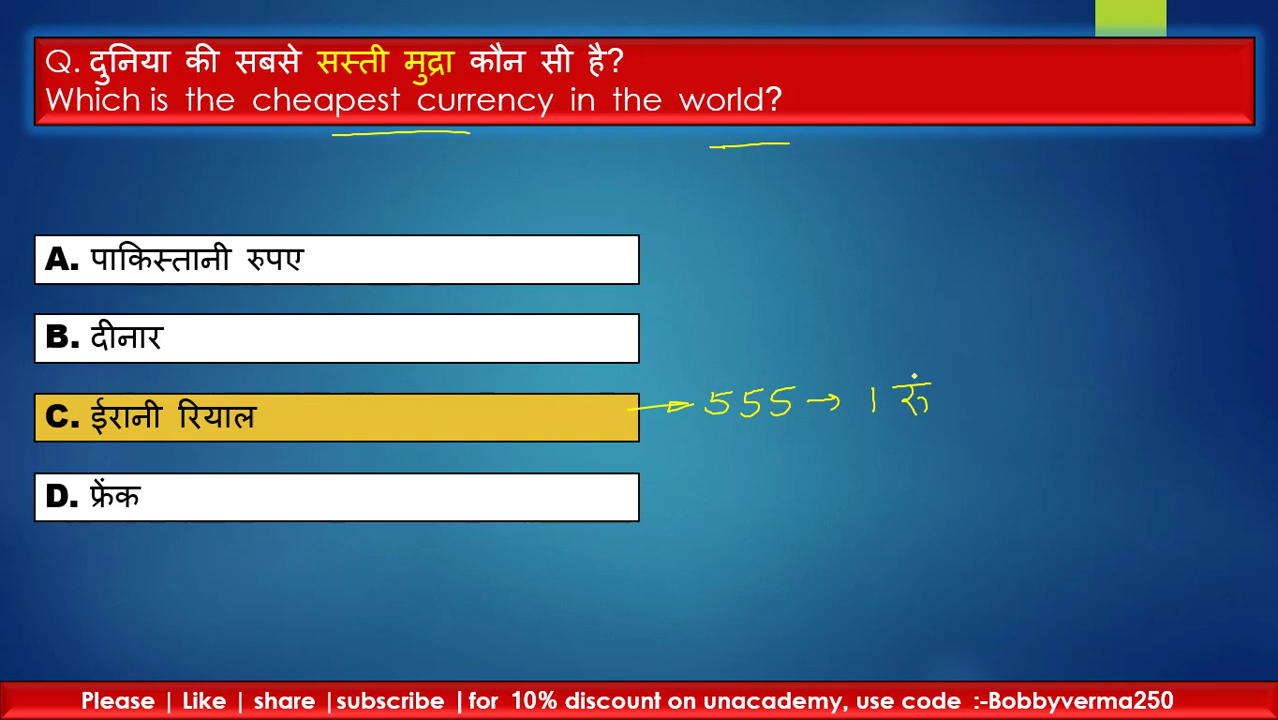 Q. दुनिया की सबसे सस्ती मुद्रा कौन सी है?
Which is the cheapest currency in the world?
A. पाकिस्तानी रुपए
B. दीनार
C. ईरानी रियाल → 555 → 1 रुं
D. फ्रेंक
Please | Like | share |subscribe |for 10% discount on unacademy, use code :-Bobbyverma250